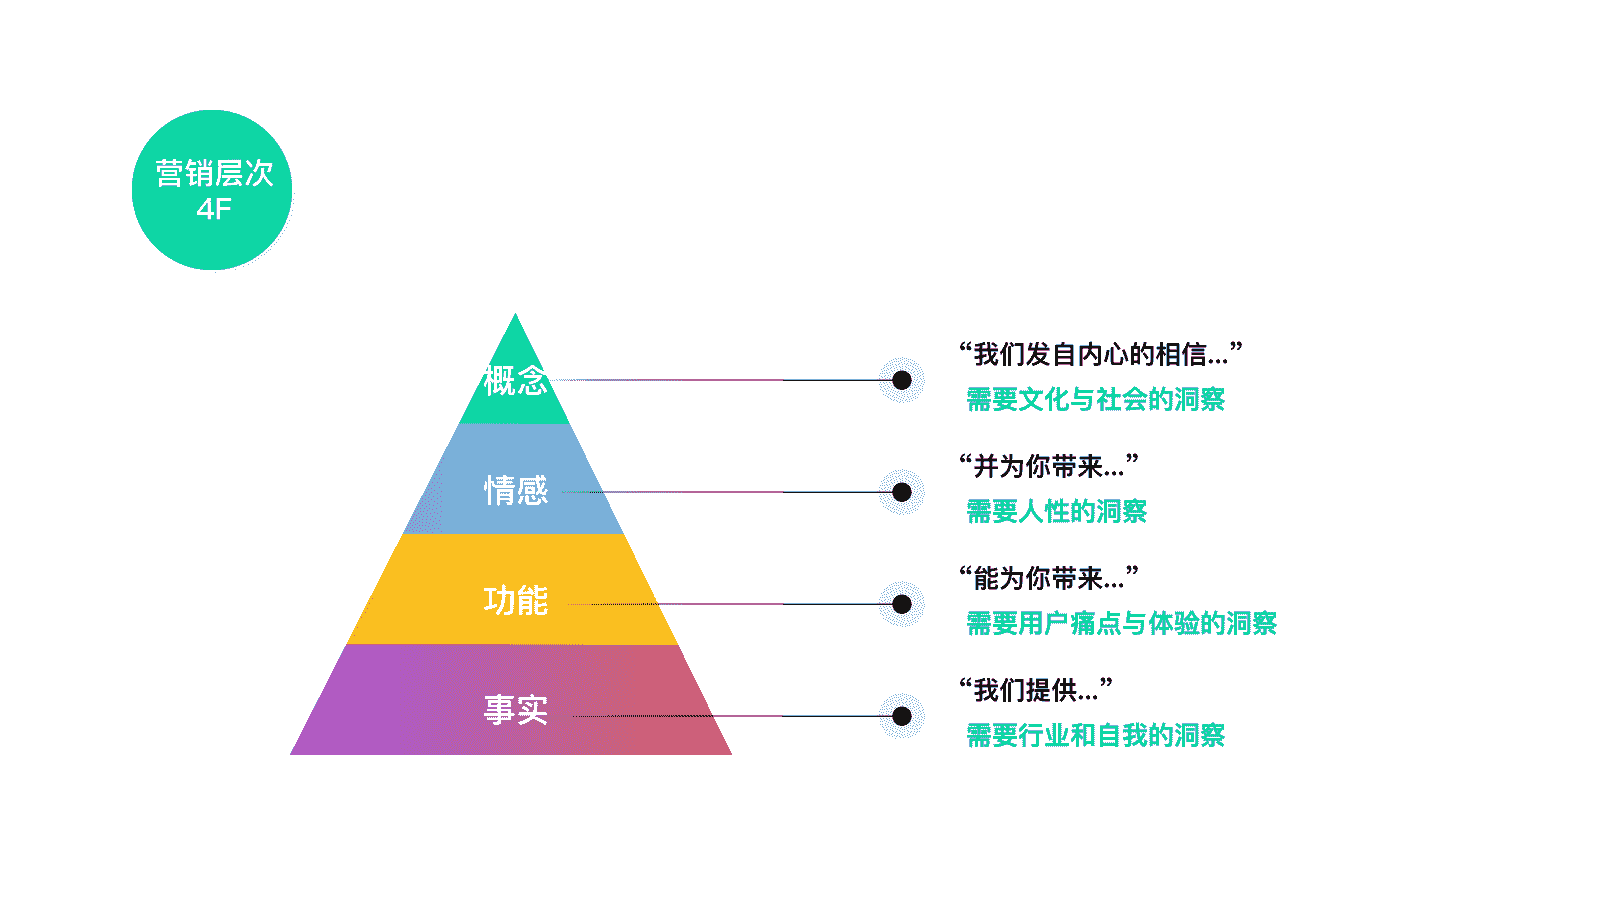 营销层次
4F
概念
“我们发自内心的相信...”
需要文化与社会的洞察
情感
“并为你带来...”
需要人性的洞察
功能
“能为你带来...”
需要用户痛点与体验的洞察
事实
“我们提供...”
需要行业和自我的洞察